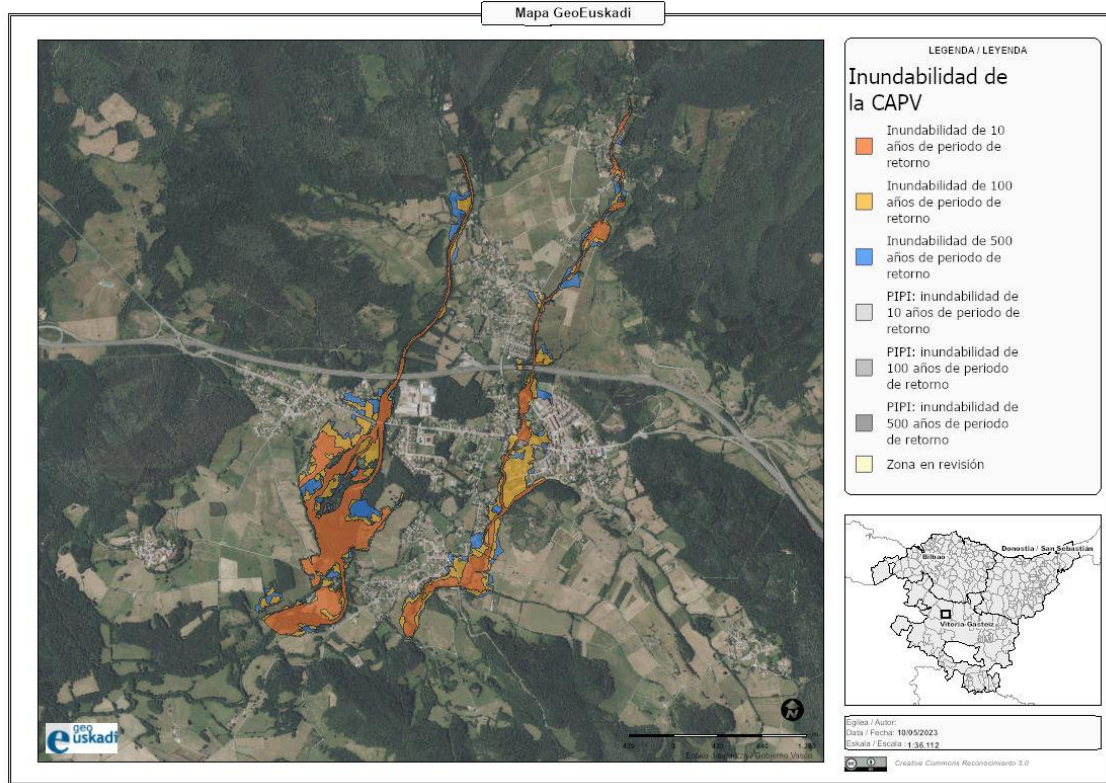 Mapa GeoEuskadi
LEGENDA / LEYENDA
Inundabilidad de
la CAPV
Inundabilidad de 10
años de periodo de
retorno
Inundabilidad de 100
años de periodo de
retorno
Inundabilidad de 500
años de periodo de
retorno
PIPI: inundabilidad de
10 años de periodo de
retorno
PIPI: inundabilidad de
100 años de periodo
de retorno
PIPI: inundabilidad de
500 años de periodo
de retorno
Zona en revisión
Bilbao
Donostia / San Sebastián
Vitoria-Gasteiz
N
geo
euskadi
Eusko Jaurlaritza / Gobierno Vasco
Egilea / Autor:
Data / Fecha: 10/05/2023
Eskala / Escala : 1:36.112
Creative Commons Reconocimiento 3.0